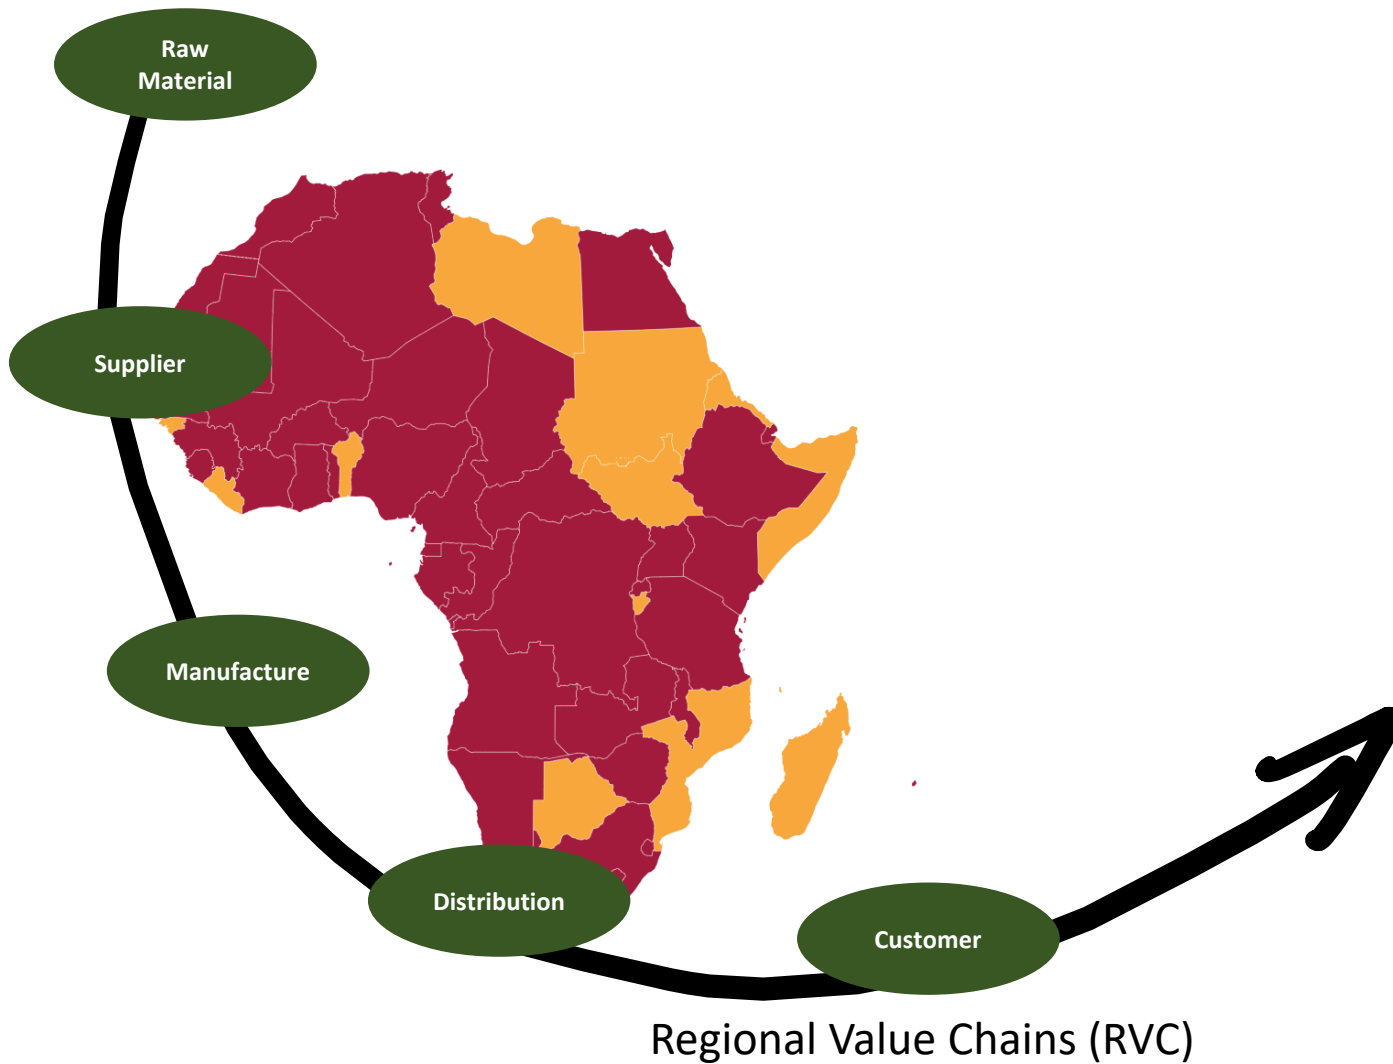 Raw
Material
Supplier
Manufacture
Distribution
Customer
Regional Value Chains (RVC)